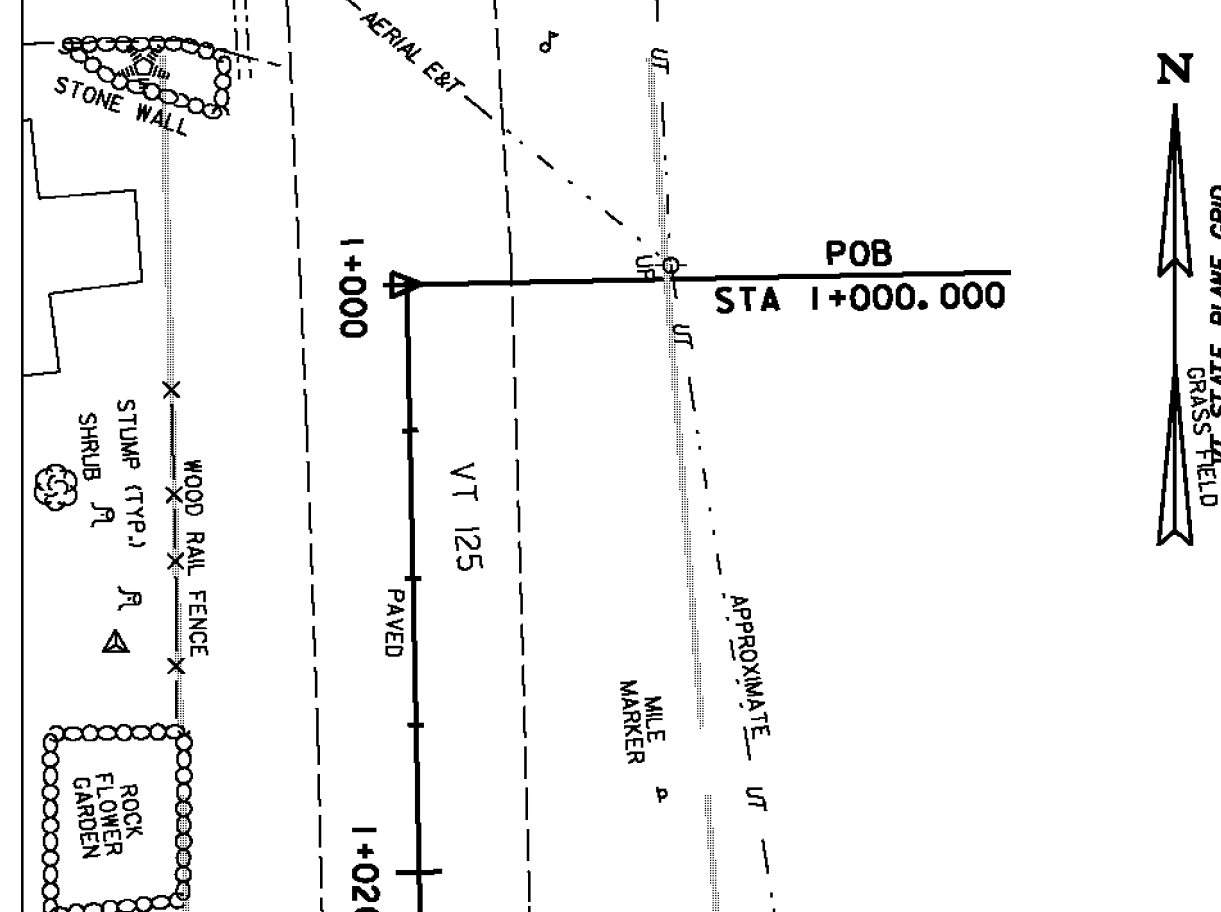 AERIAL E&T
UT
N
STONE WALL
1+000
UP
POB
STA 1+000.000
UT
GRASS FIELD
STUMP (TYP.)
SHRUB
WOOD RAIL FENCE
VT 125
PAVED
APPROXIMATE
MILE
MARKER
UT
ROCK
FLOWER
GARDEN